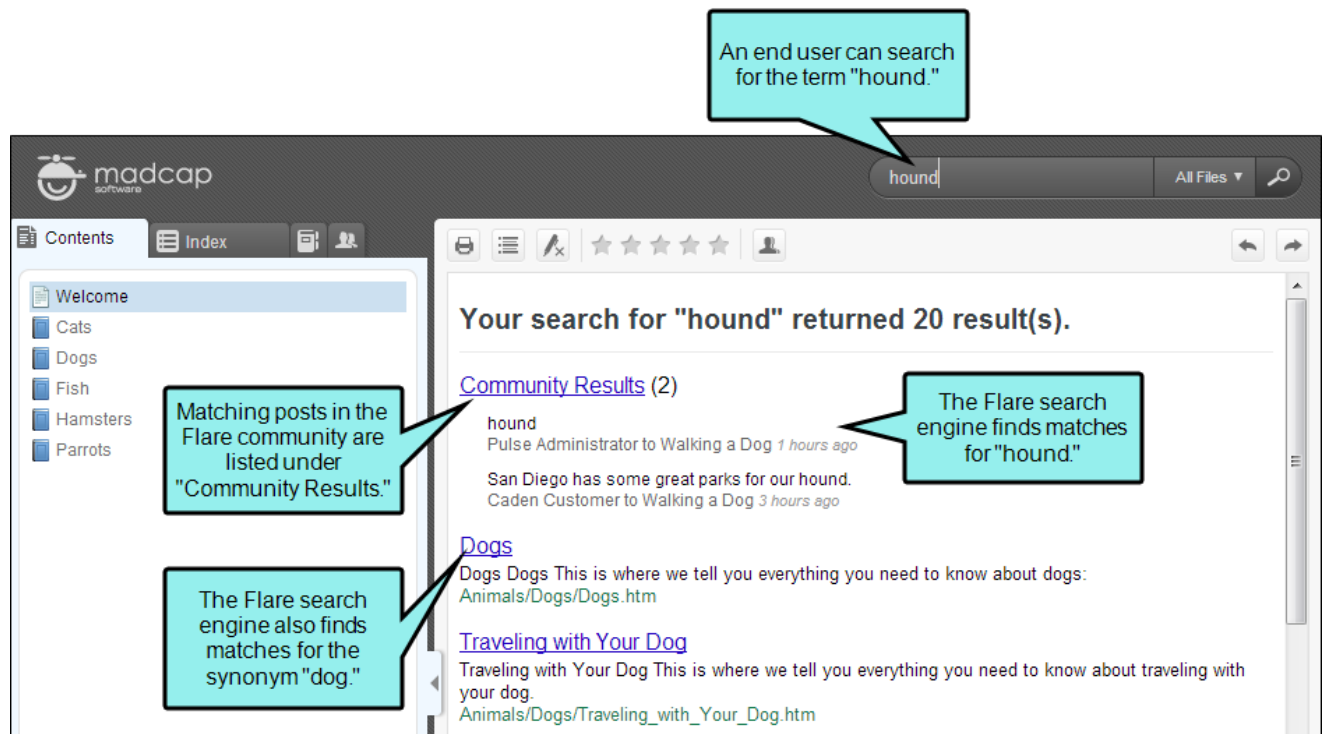 An end user can search
for the term "hound."
madcap
software
hound
All Files
Contents
Index
Welcome
Cats
Dogs
Fish
Hamsters
Parrots
Matching posts in the
Flare community are
listed under
"Community Results."
The Flare search
engine also finds
matches for the
synonym "dog."
Your search for "hound" returned 20 result(s).
Community Results (2)
hound
Pulse Administrator to Walking a Dog 1 hours ago
San Diego has some great parks for our hound.
Caden Customer to Walking a Dog 3 hours ago
The Flare search
engine finds matches
for "hound."
Dogs
Dogs Dogs This is where we tell you everything you need to know about dogs:
Animals/Dogs/Dogs.htm
Traveling with Your Dog
Traveling with Your Dog This is where we tell you everything you need to know about traveling with
your dog.
Animals/Dogs/Traveling_with_Your_Dog.htm